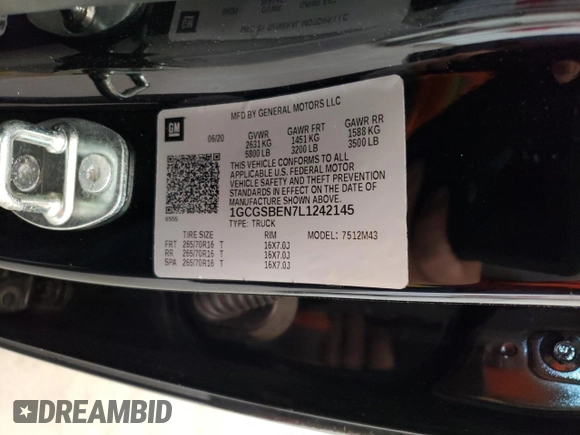 MFD BY GENERAL MOTORS LLC
GM
06/20
GVWR GAWR FRT GAWR RR
2631 KG 1451 KG 1588 KG
5800 LB 3200 LB 3500 LB
THIS VEHICLE CONFORMS TO ALL
APPLICABLE U.S. FEDERAL MOTOR
VEHICLE SAFETY AND THEFT PREVENTION
STANDARDS IN EFFECT ON THE DATE OF
MANUFACTURE SHOWN ABOVE.
1GCGSBEN7L1242145
TYPE: TRUCK
TIRE SIZE RIM MODEL: 7512M43
FRT 265/70R16 T 16X7.0J
RR 265/70R16 T 16X7.0J
SPA 265/70R16 T 16X7.0J
DREAMBID